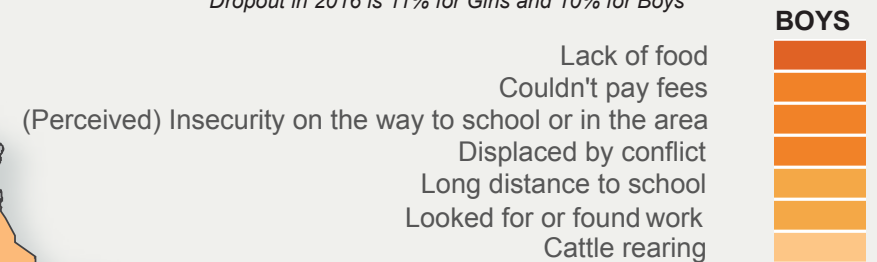 Dropout in 2016 is 11% for Girls and 10% for Boys
BOYS
Lack of food
Couldn't pay fees
(Perceived) Insecurity on the way to school or in the area
Displaced by conflict
Long distance to school
Looked for or found work
Cattle rearing